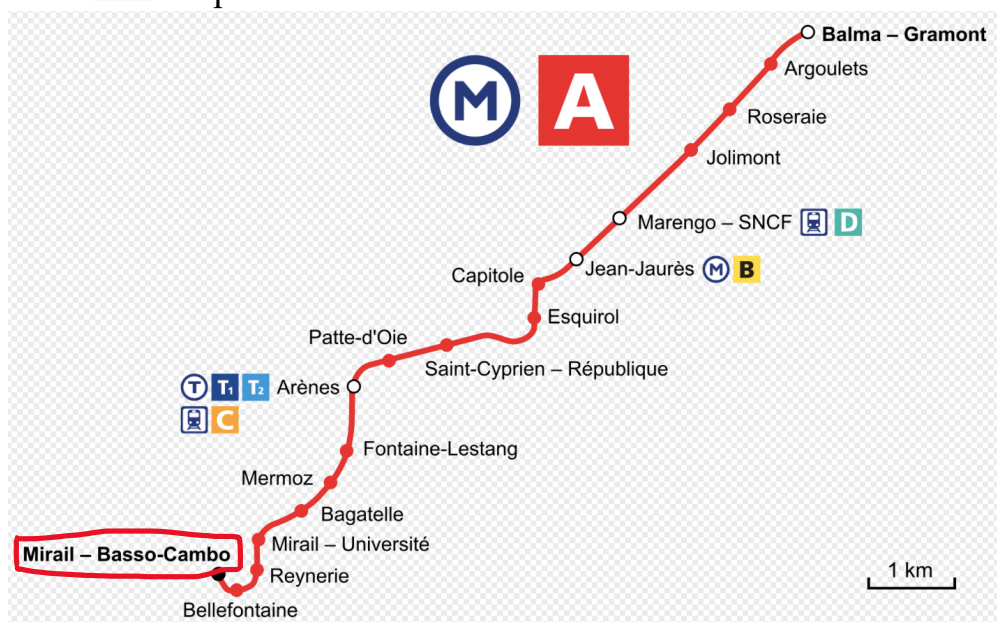 Balma – Gramont
Argoulets
Roseraie
Jolimont
M A
Marengo – SNCF D
Jean-Jaurès M B
Capitole
Esquirol
Patte-d'Oie
Saint-Cyprien – République
T T1 T2 Arènes
C
Fontaine-Lestang
Mermoz
Bagatelle
Mirail – Université
Mirail – Basso-Cambo
Reynerie
Bellefontaine
1 km